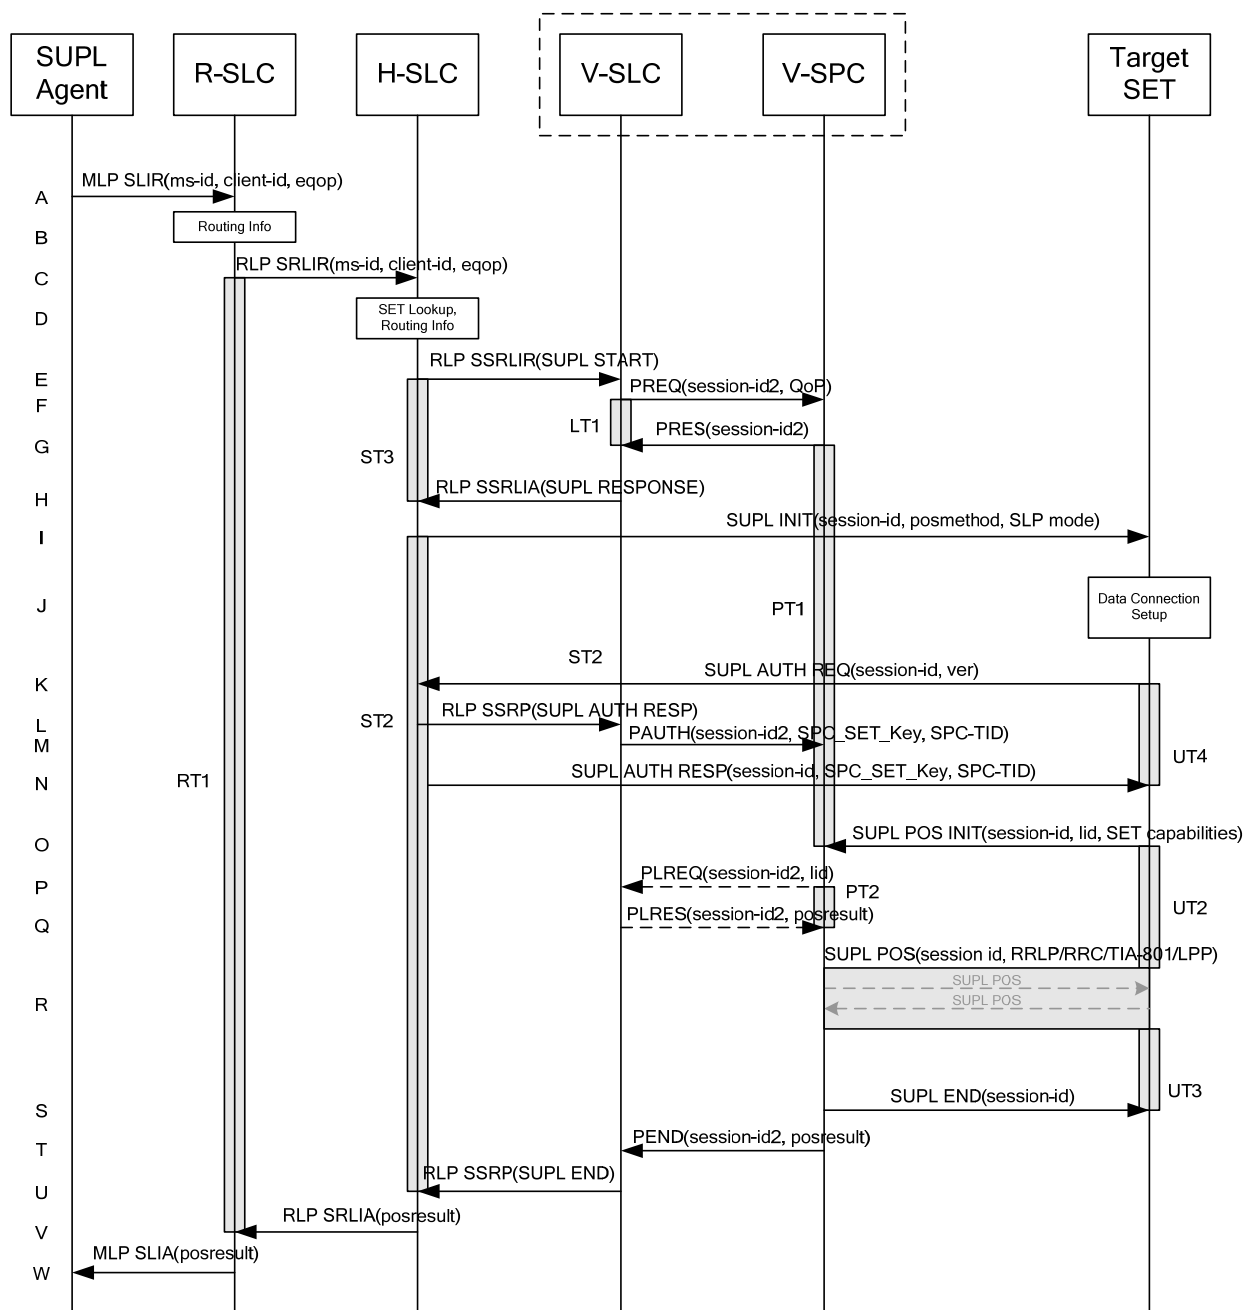 SUPL
Agent
R-SLC
H-SLC
V-SLC
V-SPC
Target
SET
A
MLP SLIR(ms-id, client-id, eqop)
B
Routing Info
C
RLP SRLIR(ms-id, client-id, eqop)
D
SET Lookup,
Routing Info
E
RLP SSRLIR(SUPL START)
F
PREQ(session-id2, QoP)
LT1
G
PRES(session-id2)
ST3
H
RLP SSRLIA(SUPL RESPONSE)
I
SUPL INIT(session-id, posmethod, SLP mode)
J
Data Connection
Setup
PT1
ST2
K
SUPL AUTH REQ(session-id, ver)
L
ST2
RLP SSRP(SUPL AUTH RESP)
M
PAUTH(session-id2, SPC_SET_Key, SPC-TID)
UT4
N
RT1
SUPL AUTH RESP(session-id, SPC_SET_Key, SPC-TID)
O
SUPL POS INIT(session-id, lid, SET capabilities)
P
PLREQ(session-id2, lid)
PT2
UT2
Q
PLRES(session-id2, posresult)
SUPL POS(session id, RRLP/RRC/TIA-801/LPP)
SUPL POS
R
SUPL POS
UT3
S
SUPL END(session-id)
T
PEND(session-id2, posresult)
U
RLP SSRP(SUPL END)
V
RLP SRLIA(posresult)
W
MLP SLIA(posresult)